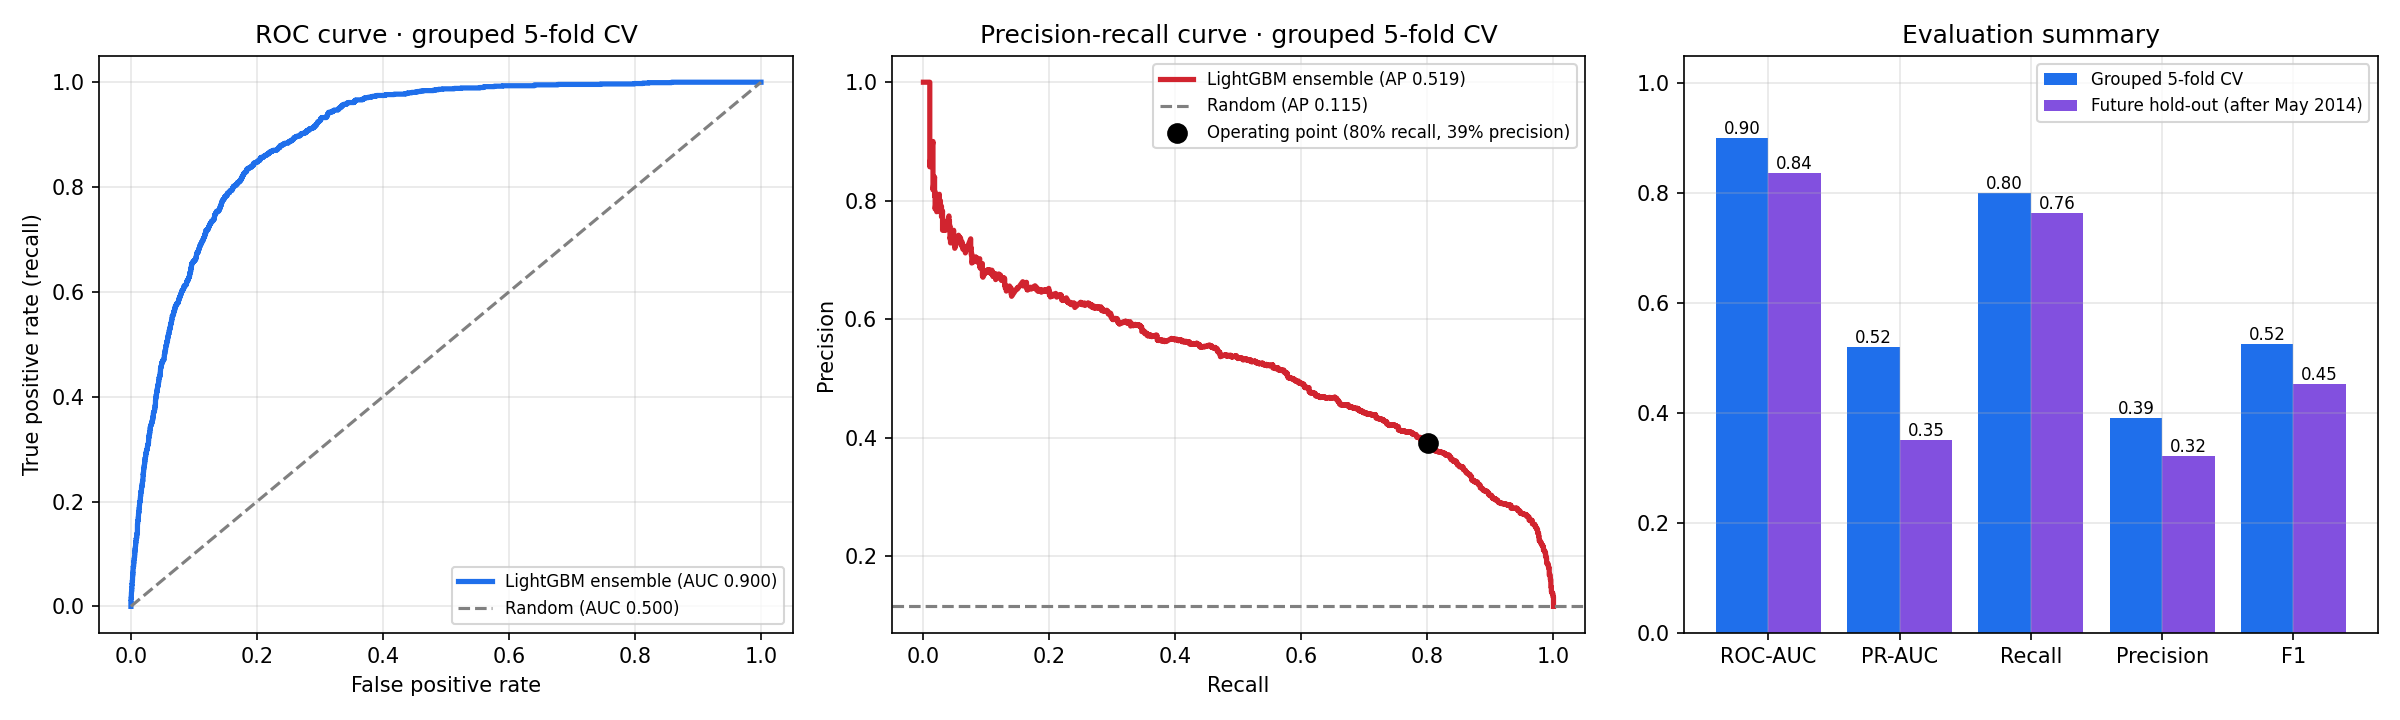 ROC curve · grouped 5-fold CV
1.0
0.8
0.6
0.4
0.2
0.0
True positive rate (recall)
LightGBM ensemble (AUC 0.900)
Random (AUC 0.500)
0.0 0.2 0.4 0.6 0.8 1.0
False positive rate
Precision-recall curve · grouped 5-fold CV
LightGBM ensemble (AP 0.519)
Random (AP 0.115)
Operating point (80% recall, 39% precision)
1.0
0.8
0.6
0.4
0.2
Precision
0.0 0.2 0.4 0.6 0.8 1.0
Recall
Evaluation summary
Grouped 5-fold CV
Future hold-out (after May 2014)
1.0
0.8
0.6
0.4
0.2
0.0
0.90 0.84 0.52 0.35 0.80 0.76 0.39 0.32 0.52 0.45
ROC-AUC PR-AUC Recall Precision F1